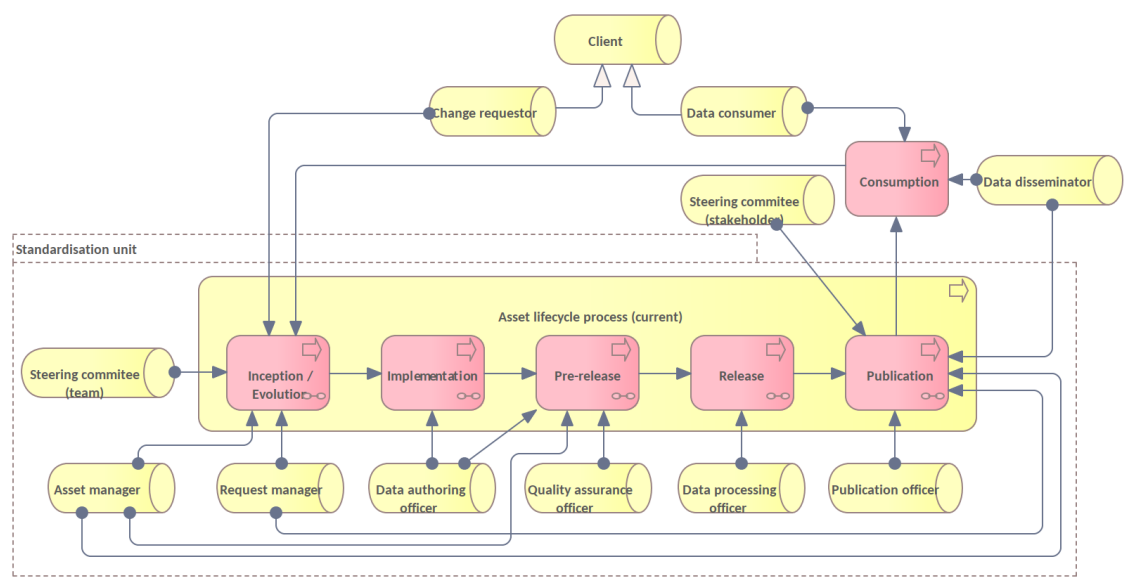 Client
Change requestor
Data consumer
Consumption
Data disseminator
Steering commitee
(stakeholder)
Standardisation unit
Asset lifecycle process (current)
Steering commitee
(team)
Inception /
Evolution
Implementation
Pre-release
Release
Publication
Asset manager
Request manager
Data authoring
officer
Quality assurance
officer
Data processing
officer
Publication officer